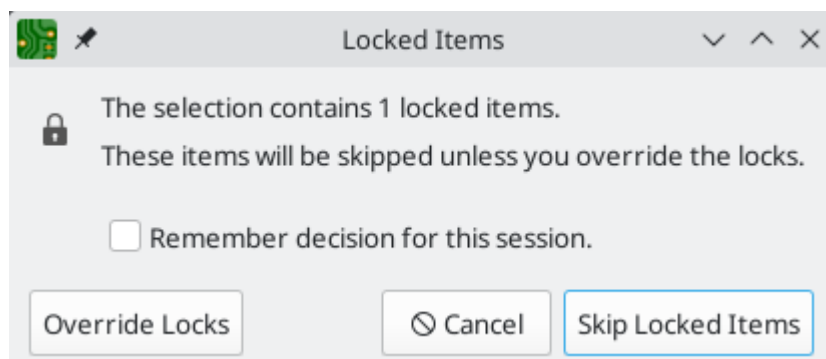 Locked Items
The selection contains 1 locked items.
These items will be skipped unless you override the locks.
Remember decision for this session.
Override Locks
Cancel
Skip Locked Items